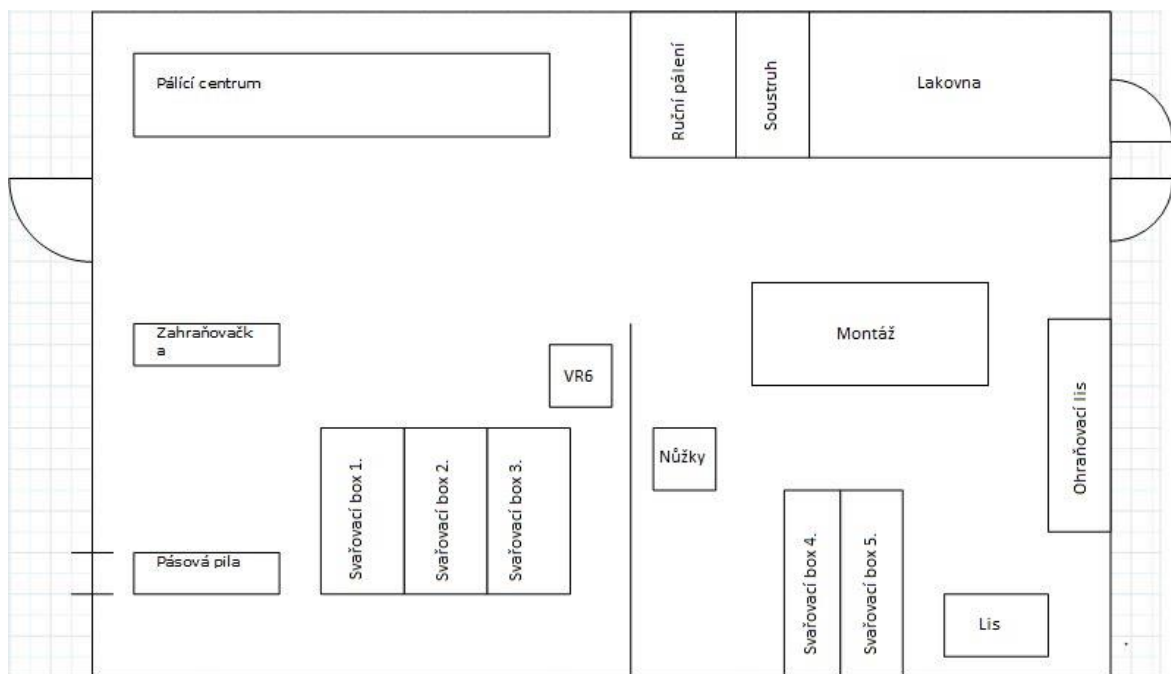 Pálící centrum
Ruční pálení
Soustruh
Lakovna
Zahraňovačk
a
VR6
Montáž
Ohraňovací lis
Nůžky
Svařovací box 1.
Svařovací box 2.
Svařovací box 3.
Svařovací box 4.
Svařovací box 5.
Pásová pila
Lis